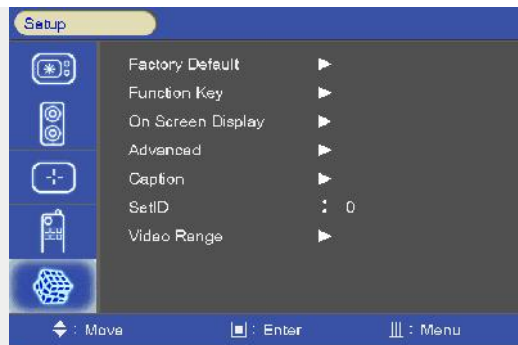 Setup
Factory Default
Function Key
On Screen Display
Advanced
Caption
SetID : 0
Video Range
: Move : Enter : Menu